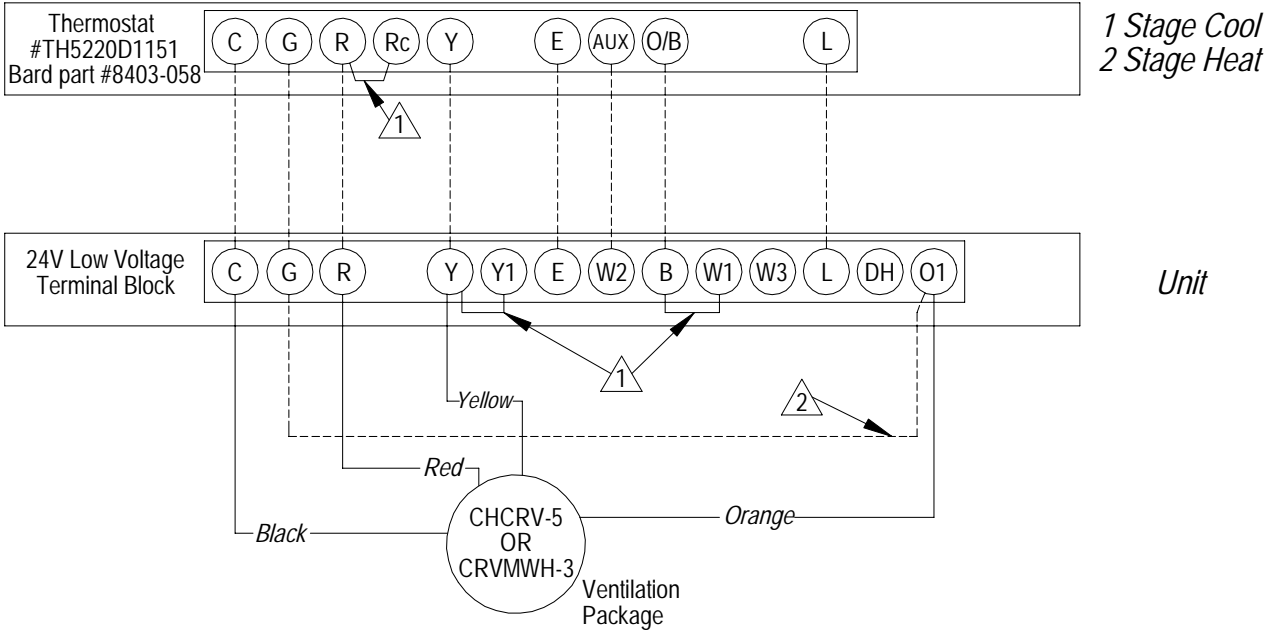 Thermostat
#TH5220D1151
Bard part #8403-058
C G R Rc Y E AUX O/B L
1 Stage Cool
2 Stage Heat
1
24V Low Voltage
Terminal Block
C G R Y Y1 E W2 B W1 W3 L DH O1
Unit
1
2
Yellow
Red
Black
Orange
CHCRV-5
OR
CRVMWH-3
Ventilation
Package